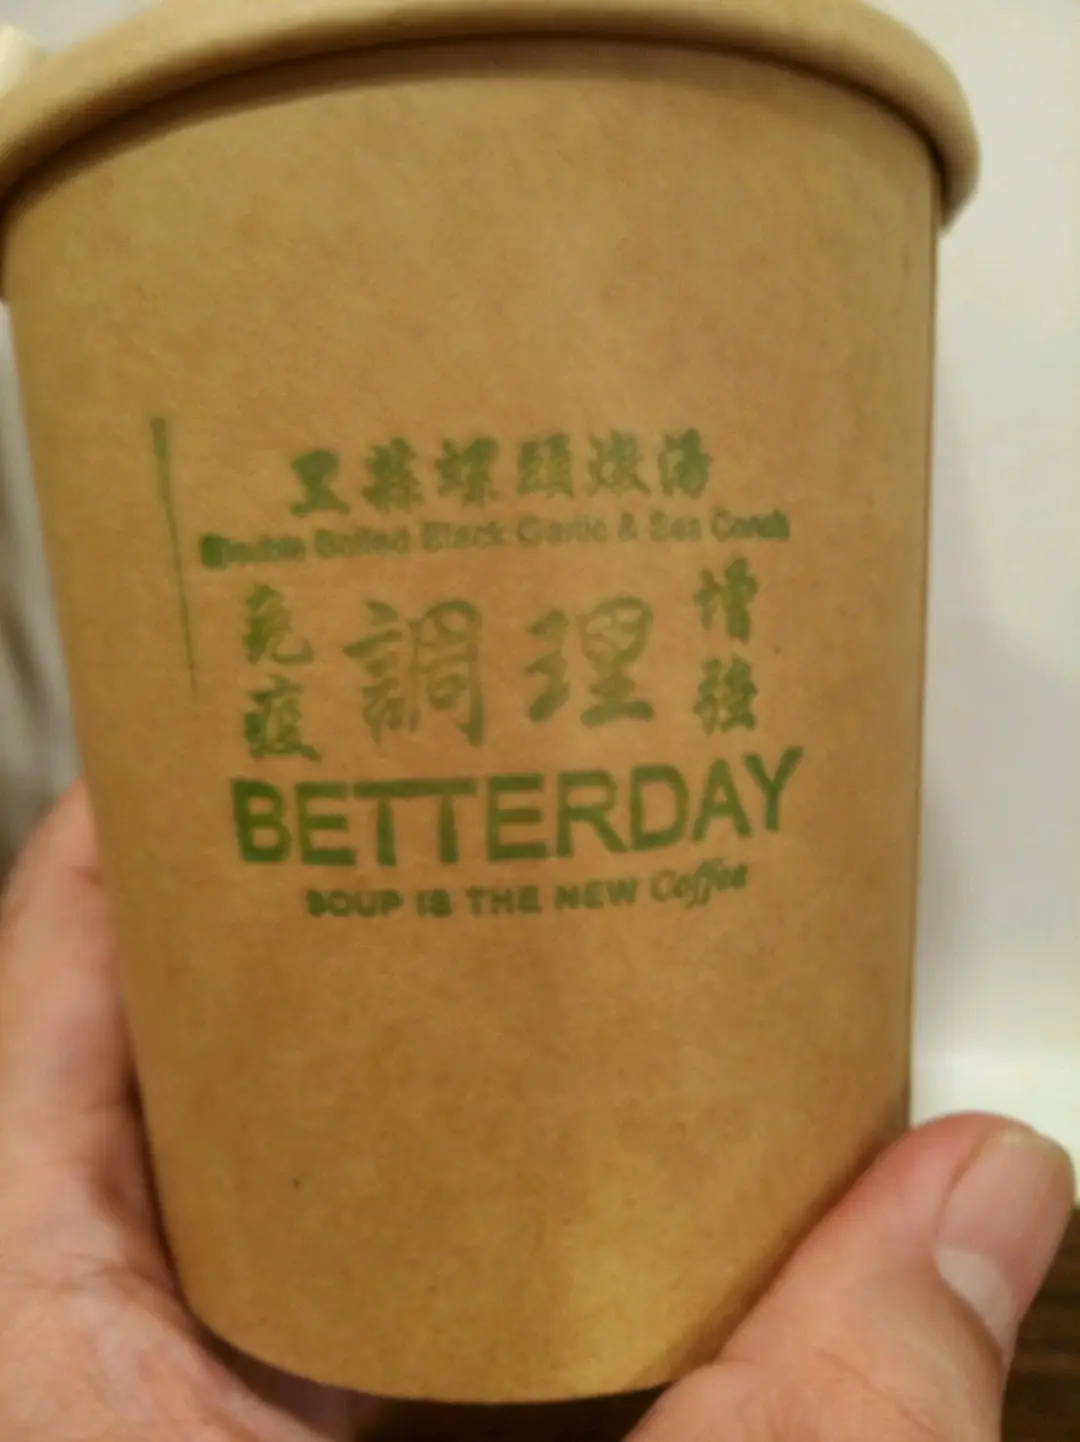 黑蒜螺頭燉湯
Double Boiled Black Garlic & Sea Conch
免疫 調理 增強
BETTERDAY
SOUP IS THE NEW Coffee